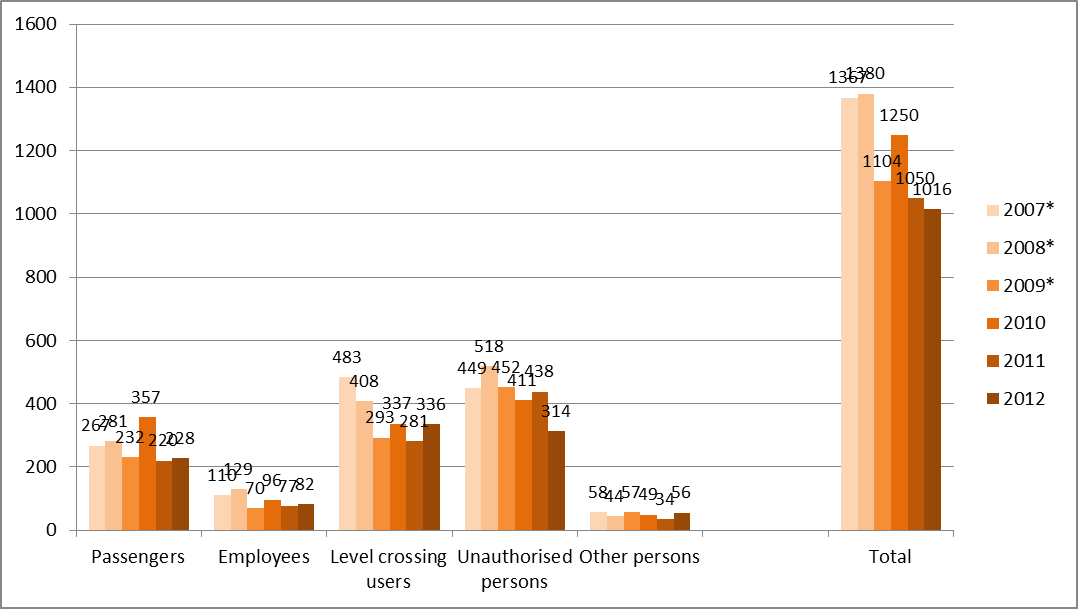 1600
1400
1200
1000
800
600
400
200
0
267 281 232 357 220 228
110 129 70 96 77 82
483 408 293 337 281 336
449 518 452 411 438 314
58 44 57 49 34 56
1367 1380 1104 1250 1050 1016
Passengers
Employees
Level crossing
users
Unauthorised
persons
Other persons
Total
2007*
2008*
2009*
2010
2011
2012